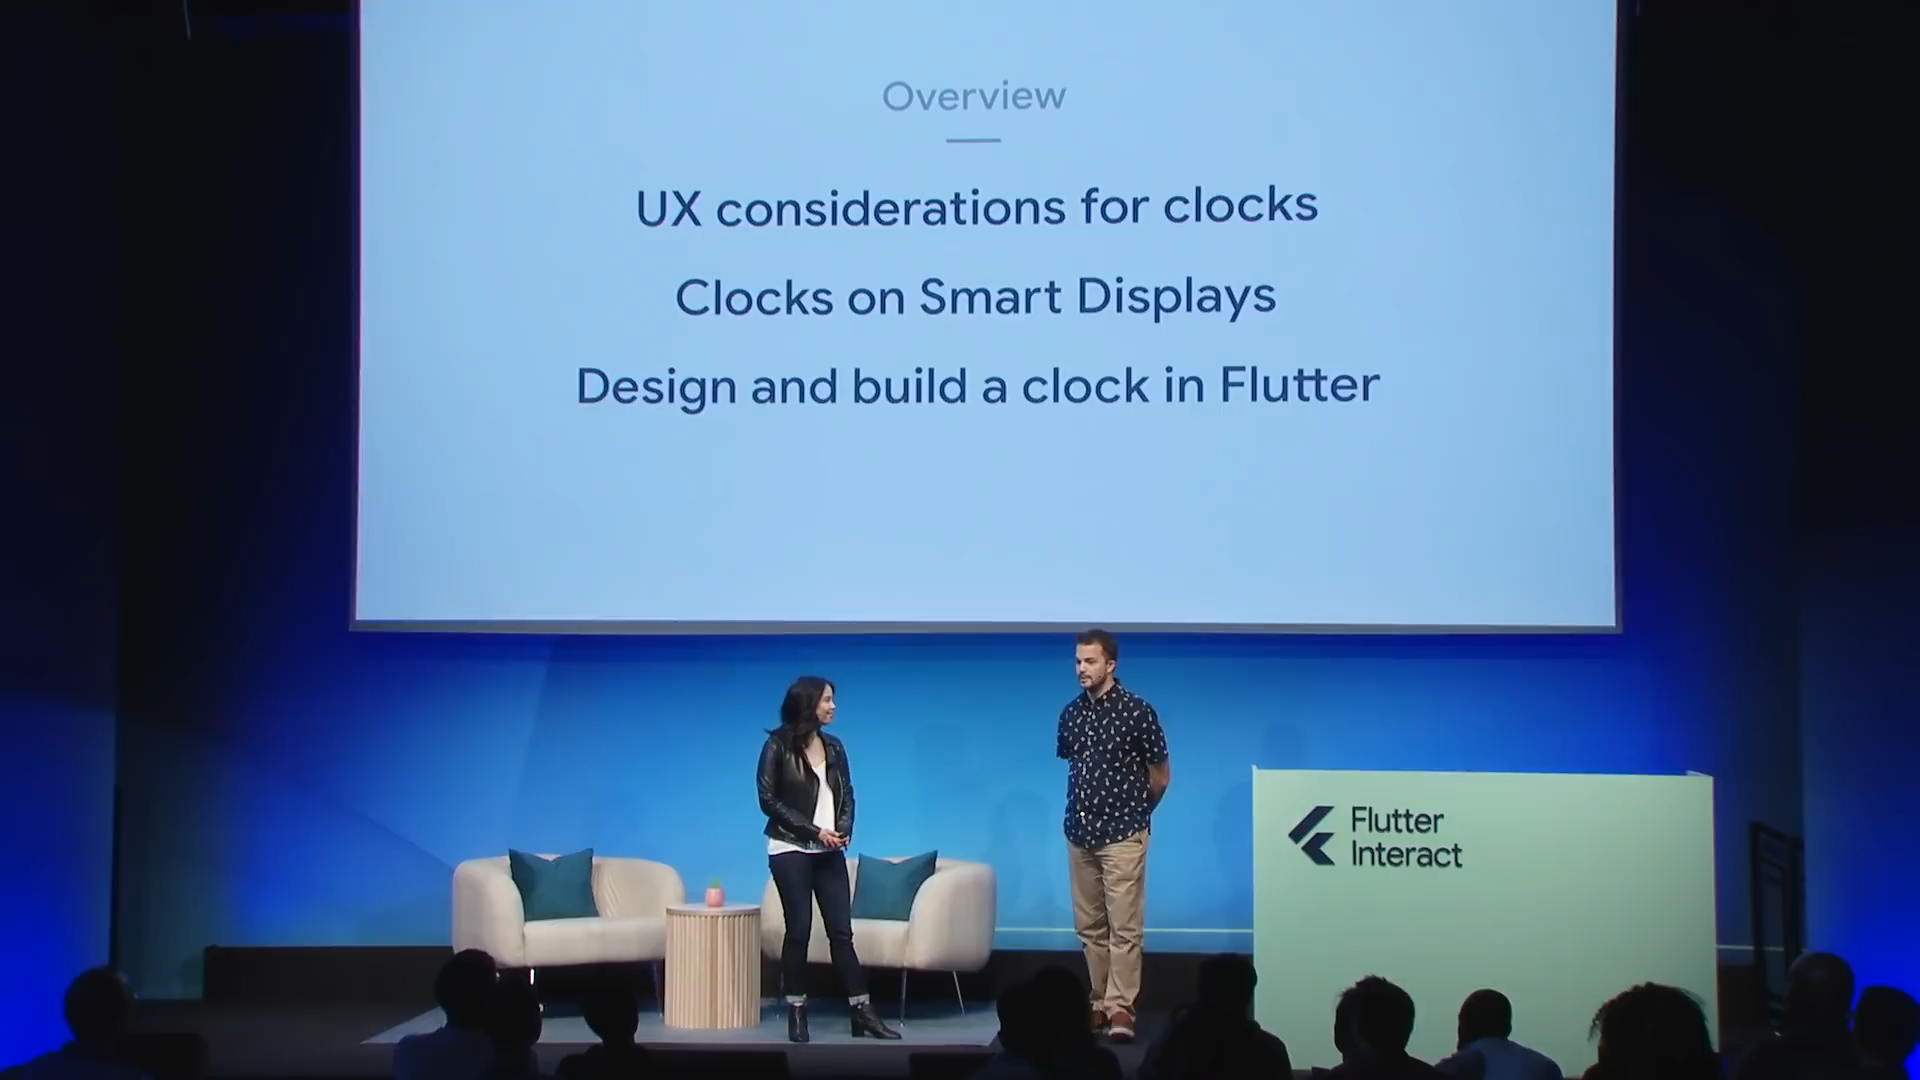 Overview
UX considerations for clocks
Clocks on Smart Displays
Design and build a clock in Flutter
Flutter
Interact